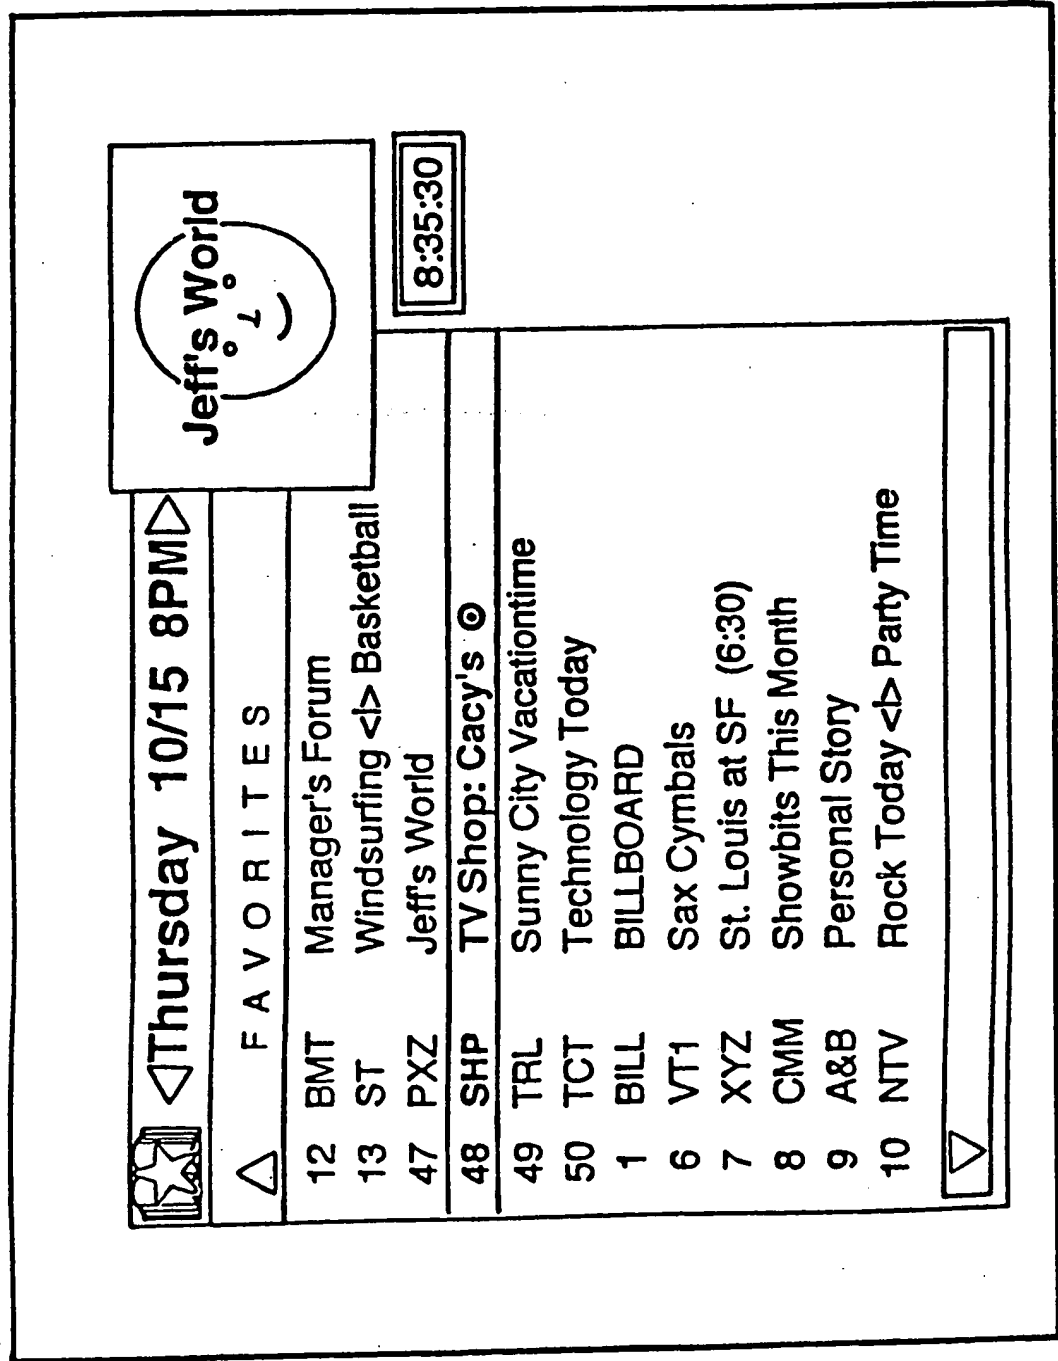 ◁Thursday 10/15 8PM▷
Jeff's World
FAVORITES
8:35:30
12 BMT Manager's Forum
13 ST Windsurfing <I> Basketball
47 PXZ Jeff's World
48 SHP TV Shop: Cacy's ⊙
49 TRL Sunny City Vacationtime
50 TCT Technology Today
1 BILL BILLBOARD
6 VT1 Sax Cymbals
7 XYZ St. Louis at SF (6:30)
8 CMM Showbits This Month
9 A&B Personal Story
10 NTV Rock Today <I> Party Time